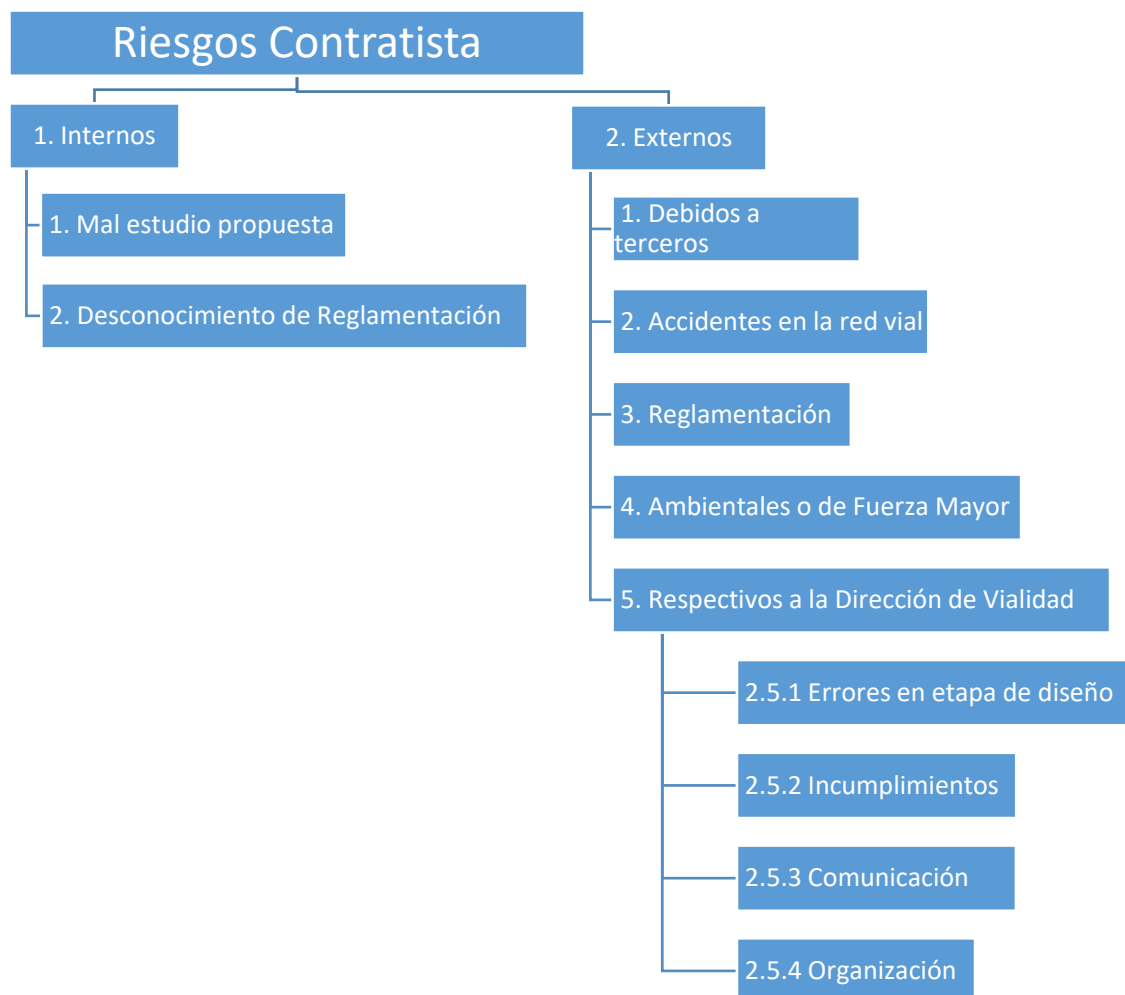 Riesgos Contratista
1. Internos
1. Mal estudio propuesta
2. Desconocimiento de Reglamentación
2. Externos
1. Debidos a
terceros
2. Accidentes en la red vial
3. Reglamentación
4. Ambientales o de Fuerza Mayor
5. Respectivos a la Dirección de Vialidad
2.5.1 Errores en etapa de diseño
2.5.2 Incumplimientos
2.5.3 Comunicación
2.5.4 Organización